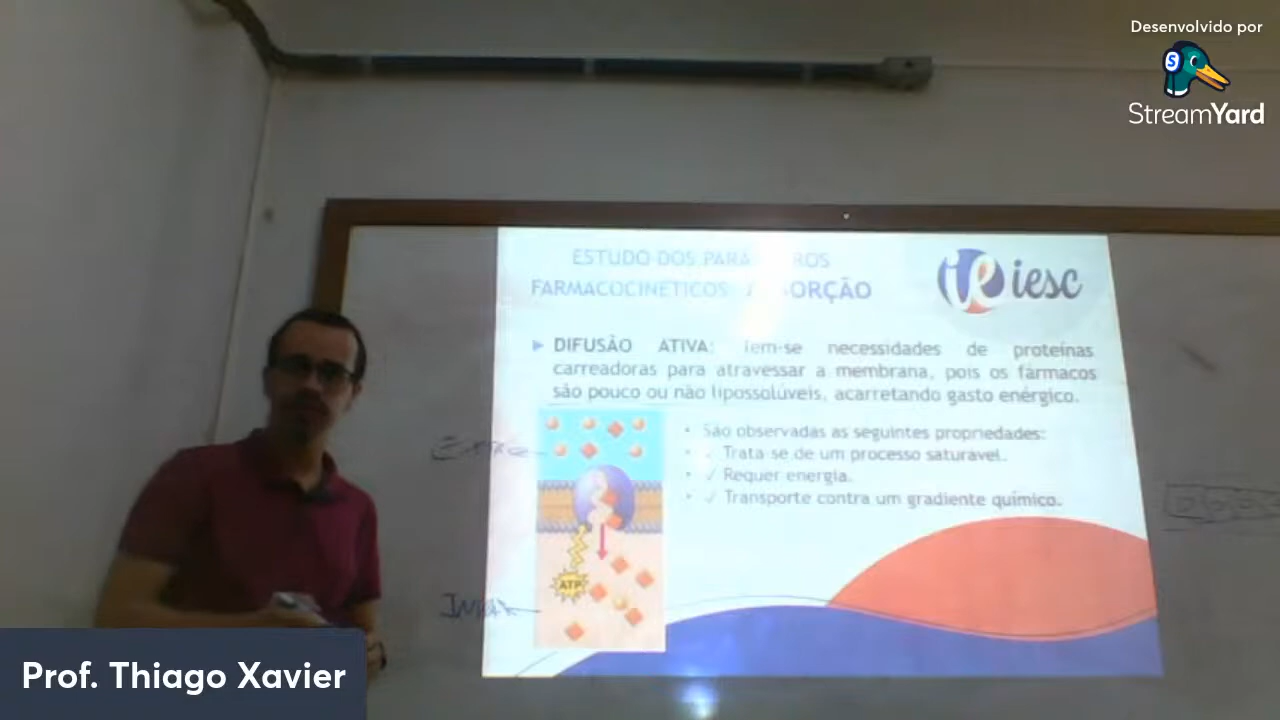 Desenvolvido por
StreamYard
ESTUDO DOS
FARMACOCINÉTICOS:
iesc
DIFUSÃO ATIVA: Tem-se necessidades de proteínas
carreadoras para atravessar a membrana, pois os fármacos
são pouco ou não lipossolúveis, acarretando gasto enérgico.
• São observadas as seguintes propriedades:
• ✓ Trata-se de um processo saturável.
• ✓ Requer energia.
• ✓ Transporte contra um gradiente químico.
ATP
Prof. Thiago Xavier